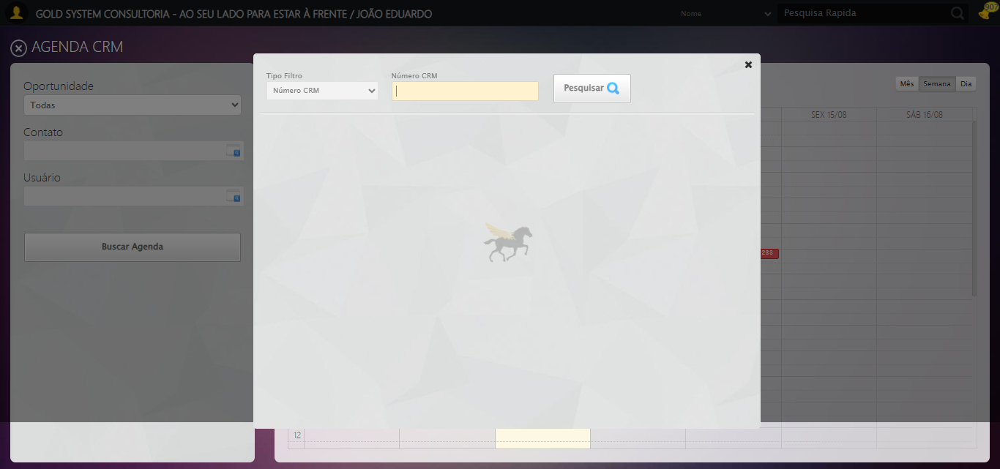 GOLD SYSTEM CONSULTORIA - AO SEU LADO PARA ESTAR À FRENTE / JOÃO EDUARDO
Nome
Pesquisa Rapida
907
AGENDA CRM
Oportunidade
Todas
Contato
Usuário
Buscar Agenda
Tipo Filtro
Número CRM
Número CRM
Pesquisar
Mês Semana Dia
SEX 15/08 SÁB 16/08
233
12